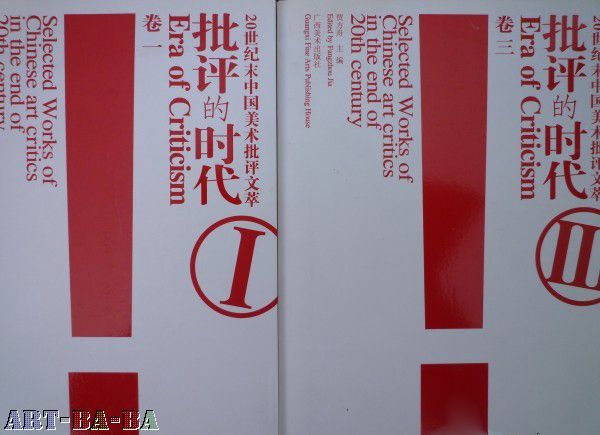 20世纪末中国美术批评文萃
批评的时代
Era of Criticism
卷一
Selected Works of
Chinese art critics
in the end of
20th century
I
20世纪末中国美术批评文萃
批评的时代
Era of Criticism
卷三
Selected Works of
Chinese art critics
in the end of
20th century
贾方舟 主编
Edited by Fangzhou Jia
广西美术出版社
Guangxi Fine Arts Publishing House
III
ART-BA-BA